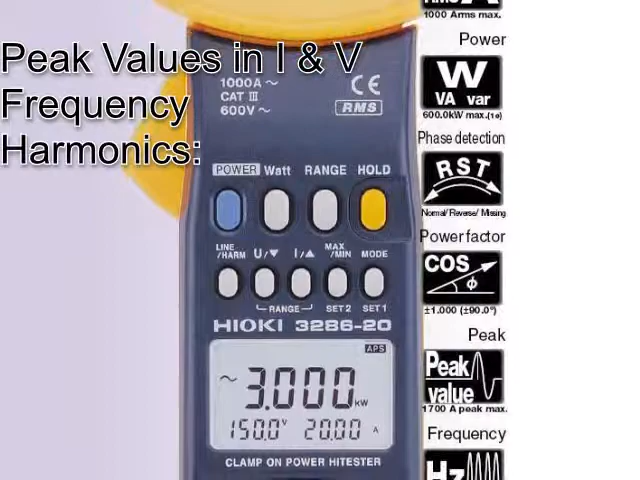 Peak Values in I & V
Frequency
Harmonics:
1000A ~
CAT III
600V ~
CE
RMS
POWER Watt RANGE HOLD
LINE /HARM U/▼ I/▲ MAX /MIN MODE
RANGE SET 2 SET 1
HIOKI 3286-20
APS
~ 3.000 kW
150.0 V 20.00 A
CLAMP ON POWER HITESTER
1000 Arms max.
Power
W
VA var
600.0kW max.(1ø)
Phase detection
RST
Normal/ Reverse/ Missing
Power factor
COS
ϕ
±1.000 (±90.0°)
Peak
Peak
value
1700 A peak max.
Frequency
Hz